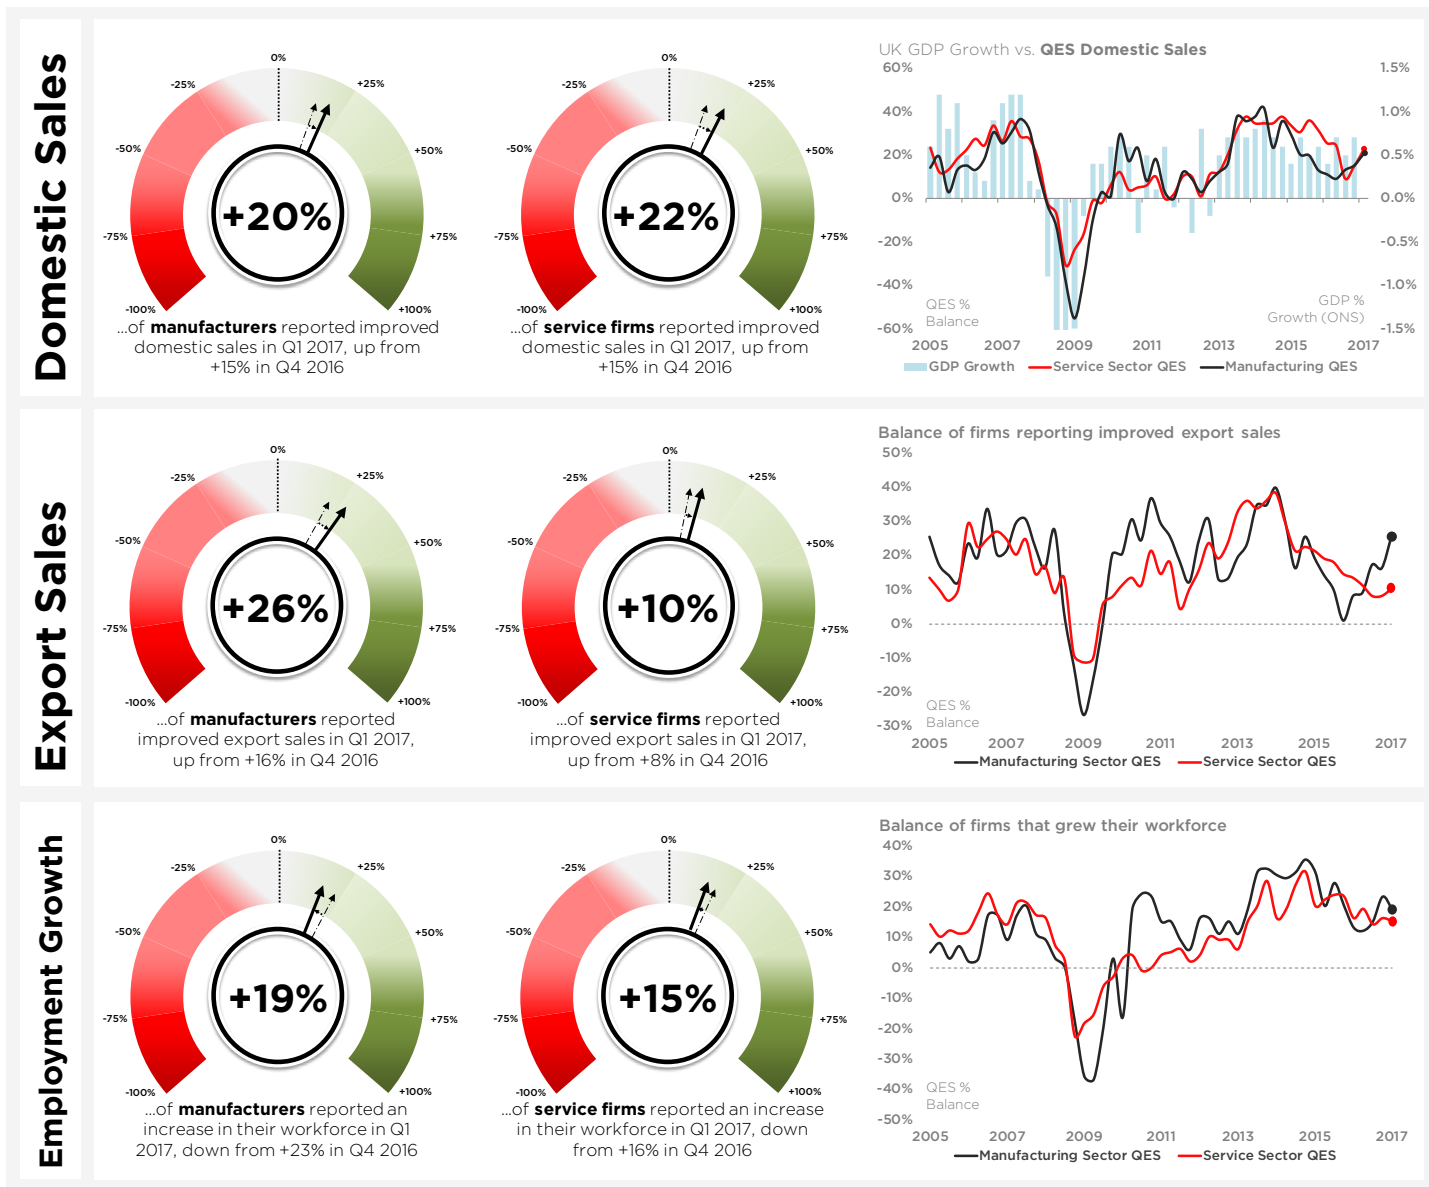 Domestic Sales
0%
-25%
+25%
-50%
+50%
-75%
+75%
-100%
+100%
+20%
...of manufacturers reported improved
domestic sales in Q1 2017, up from
+15% in Q4 2016
0%
-25%
+25%
-50%
+50%
-75%
+75%
-100%
+100%
+22%
...of service firms reported improved
domestic sales in Q1 2017, up from
+15% in Q4 2016
UK GDP Growth vs. QES Domestic Sales
60%
40%
20%
0%
-20%
-40%
-60%
1.5%
1.0%
0.5%
0.0%
-0.5%
-1.0%
-1.5%
QES %
Balance
GDP %
Growth (ONS)
2005 2007 2009 2011 2013 2015 2017
GDP Growth Service Sector QES Manufacturing QES
Export Sales
0%
-25%
+25%
-50%
+50%
-75%
+75%
-100%
+100%
+26%
...of manufacturers reported
improved export sales in Q1 2017,
up from +16% in Q4 2016
0%
-25%
+25%
-50%
+50%
-75%
+75%
-100%
+100%
+10%
...of service firms reported
improved export sales in Q1 2017,
up from +8% in Q4 2016
Balance of firms reporting improved export sales
50%
40%
30%
20%
10%
0%
-10%
-20%
-30%
QES %
Balance
2005 2007 2009 2011 2013 2015 2017
Manufacturing Sector QES Service Sector QES
Employment Growth
0%
-25%
+25%
-50%
+50%
-75%
+75%
-100%
+100%
+19%
...of manufacturers reported an
increase in their workforce in Q1
2017, down from +23% in Q4 2016
0%
-25%
+25%
-50%
+50%
-75%
+75%
-100%
+100%
+15%
...of service firms reported an increase
in their workforce in Q1 2017, down
from +16% in Q4 2016
Balance of firms that grew their workforce
40%
30%
20%
10%
0%
-10%
-20%
-30%
-40%
-50%
QES %
Balance
2005 2007 2009 2011 2013 2015 2017
Manufacturing Sector QES Service Sector QES